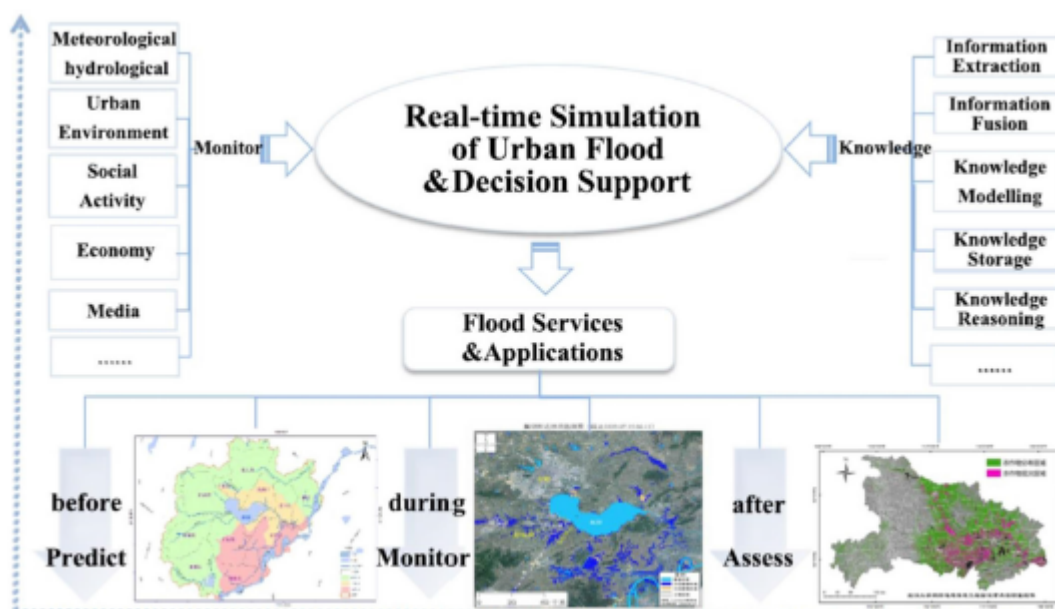 Meteorological
hydrological
Urban
Environment
Social
Activity
Economy
Media
......
Monitor
Real-time Simulation
of Urban Flood
&Decision Support
Knowledge
Information
Extraction
Information
Fusion
Knowledge
Modelling
Knowledge
Storage
Knowledge
Reasoning
......
Flood Services
&Applications
before
Predict
during
Monitor
after
Assess